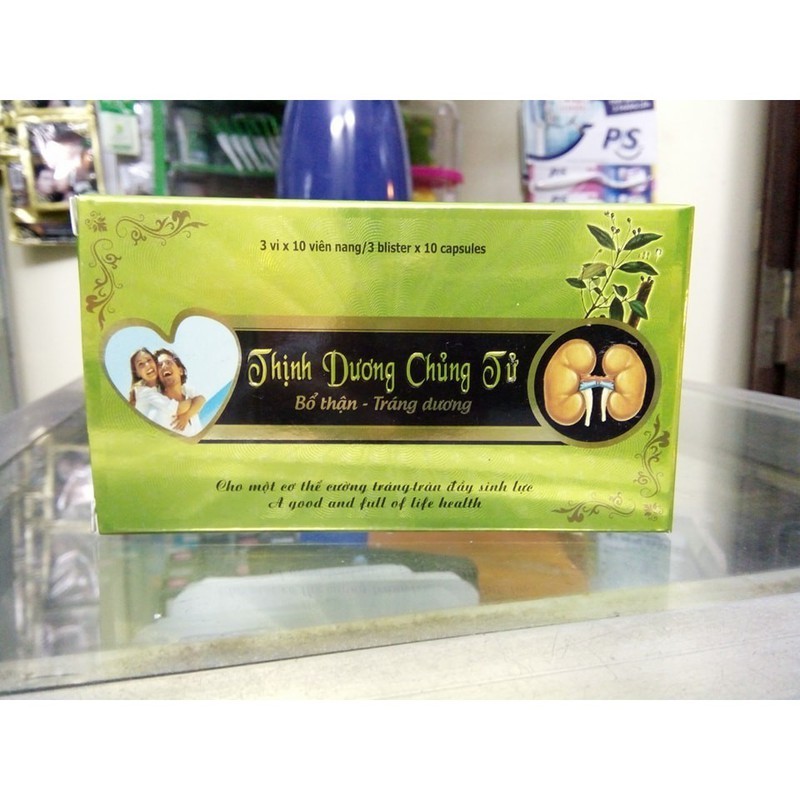 3 vỉ x 10 viên nang/3 blister x 10 capsules
Thịnh Dương Chủng Tử
Bổ thận - Tráng dương
Cho một cơ thể cường tráng-tràn đầy sinh lực
A good and full of life health
P/S